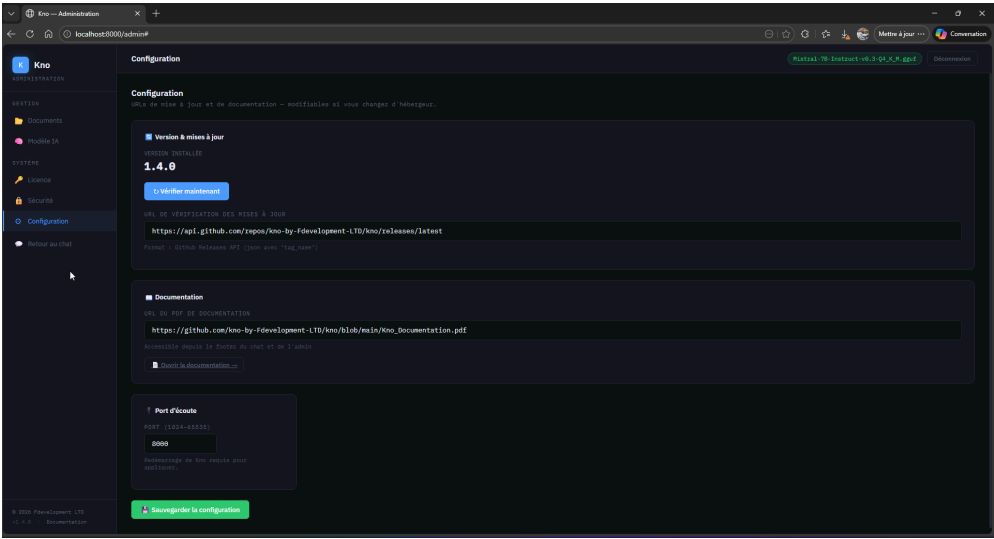 Kno — Administration
localhost:8000/admin#
Mettre à jour
Conversation
K
Kno
ADMINISTRATION
GESTION
Documents
Modèle IA
SYSTÈME
Licence
Sécurité
Configuration
Retour au chat
© 2026 Fdevelopment LTD
v1.4.0 · Documentation
Configuration
Mistral-7B-Instruct-v0.3-Q4_K_M.gguf
Déconnexion
Configuration
URLs de mise à jour et de documentation — modifiables si vous changez d'hébergeur.
Version & mises à jour
VERSION INSTALLÉE
1.4.0
↻ Vérifier maintenant
URL DE VÉRIFICATION DES MISES À JOUR
https://api.github.com/repos/kno-by-Fdevelopment-LTD/kno/releases/latest
Format : Github Releases API (json avec "tag_name")
Documentation
URL DU PDF DE DOCUMENTATION
https://github.com/kno-by-Fdevelopment-LTD/kno/blob/main/Kno_Documentation.pdf
Accessible depuis le footer du chat et de l'admin
Ouvrir la documentation →
Port d'écoute
PORT (1024–65535)
8000
Redémarrage de Kno requis pour
appliquer.
Sauvegarder la configuration